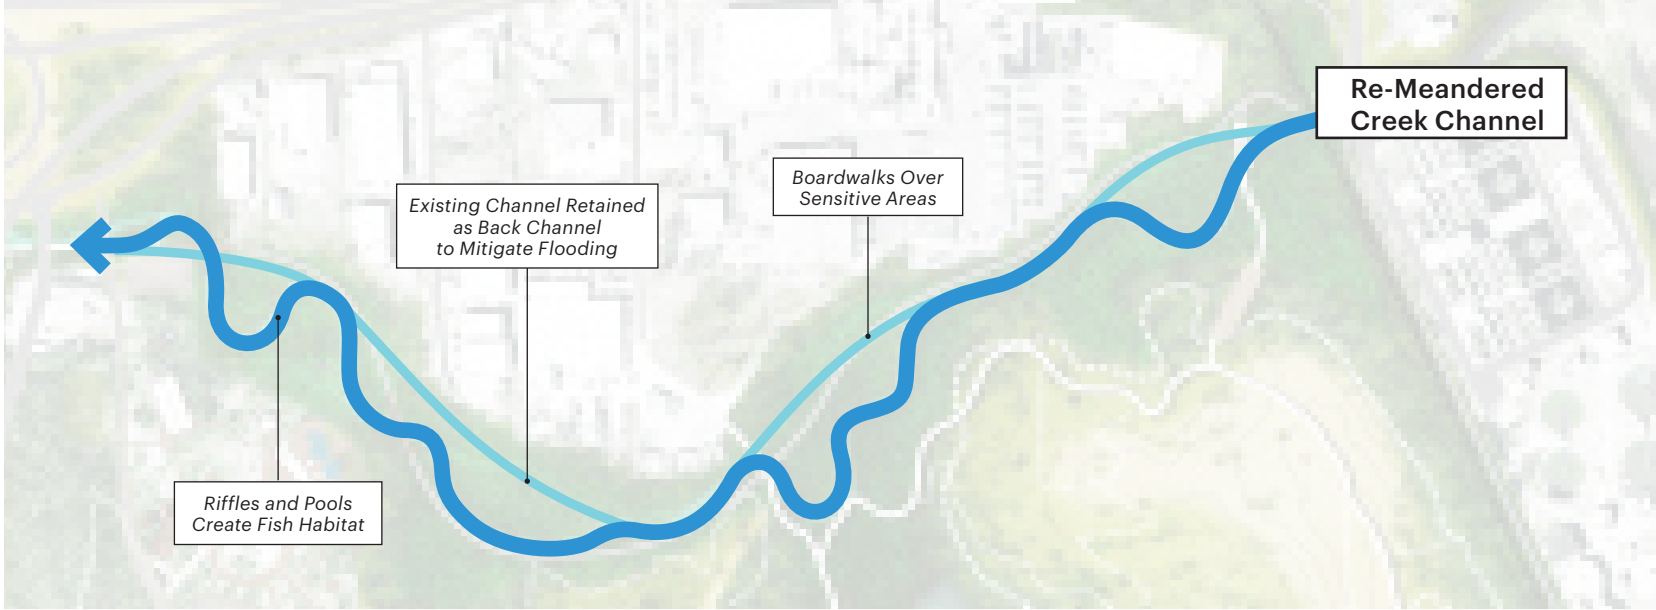 Re-Meandered
Creek Channel
Boardwalks Over
Sensitive Areas
Existing Channel Retained
as Back Channel
to Mitigate Flooding
Riffles and Pools
Create Fish Habitat